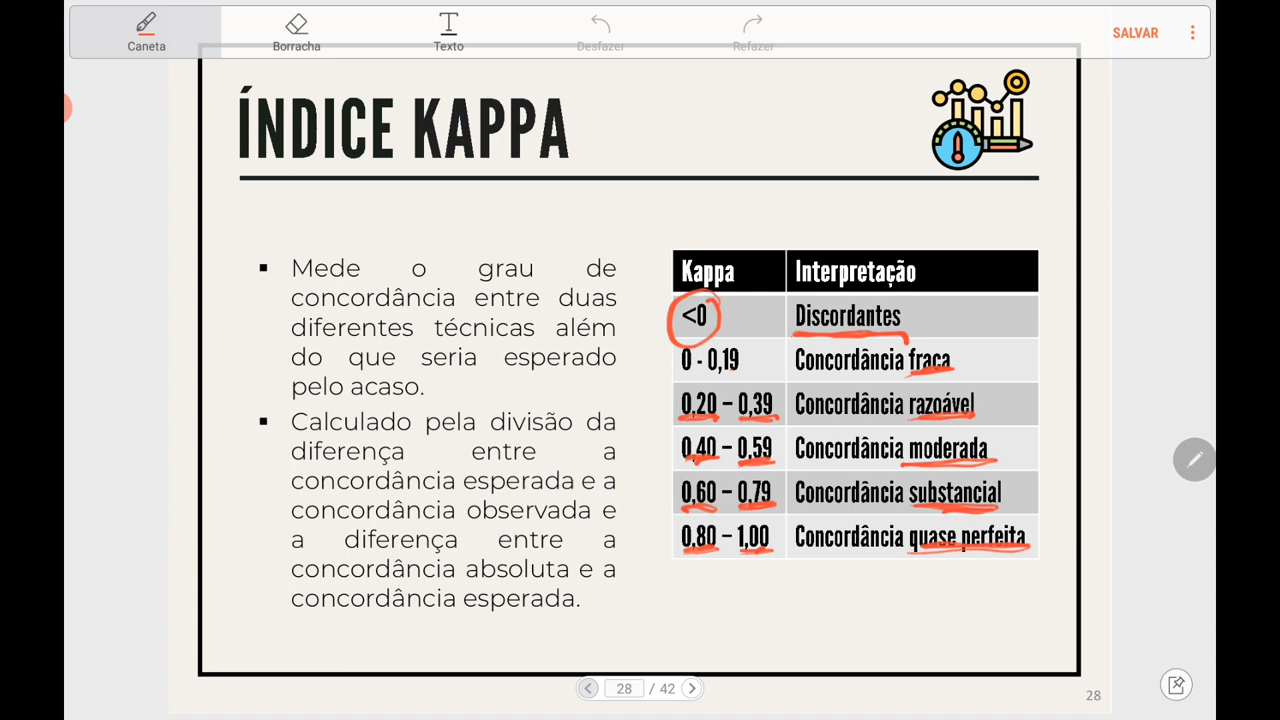 Caneta
Borracha
Texto
Desfazer
Refazer
SALVAR
ÍNDICE KAPPA
▪ Mede o grau de
concordância entre duas
diferentes técnicas além
do que seria esperado
pelo acaso.
▪ Calculado pela divisão da
diferença entre a
concordância esperada e a
concordância observada e
a diferença entre a
concordância absoluta e a
concordância esperada.
Kappa Interpretação
<0 Discordantes
0 - 0,19 Concordância fraca
0,20 – 0,39 Concordância razoável
0,40 – 0,59 Concordância moderada
0,60 – 0,79 Concordância substancial
0,80 – 1,00 Concordância quase perfeita
28 / 42
28